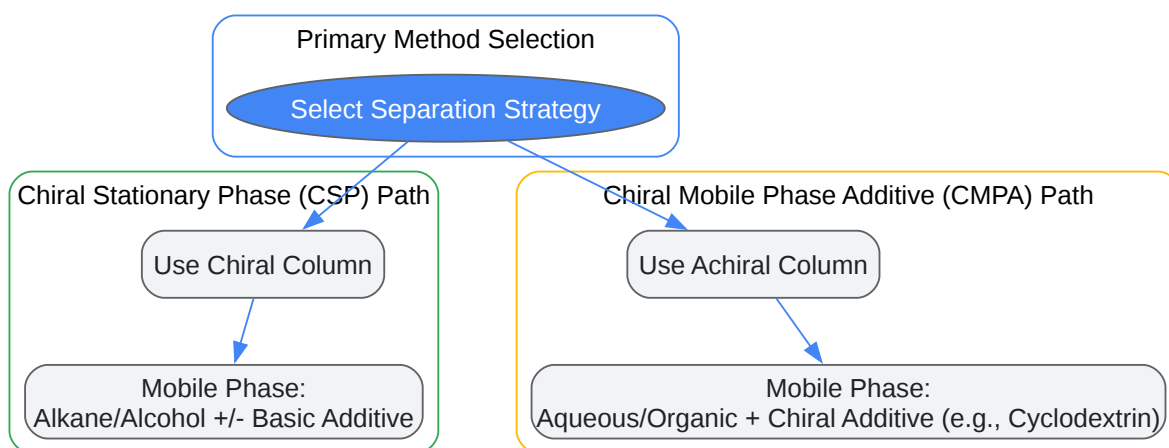 Primary Method Selection
Select Separation Strategy
Chiral Stationary Phase (CSP) Path
Use Chiral Column
Mobile Phase:
Alkane/Alcohol +/- Basic Additive
Chiral Mobile Phase Additive (CMPA) Path
Use Achiral Column
Mobile Phase:
Aqueous/Organic + Chiral Additive (e.g., Cyclodextrin)